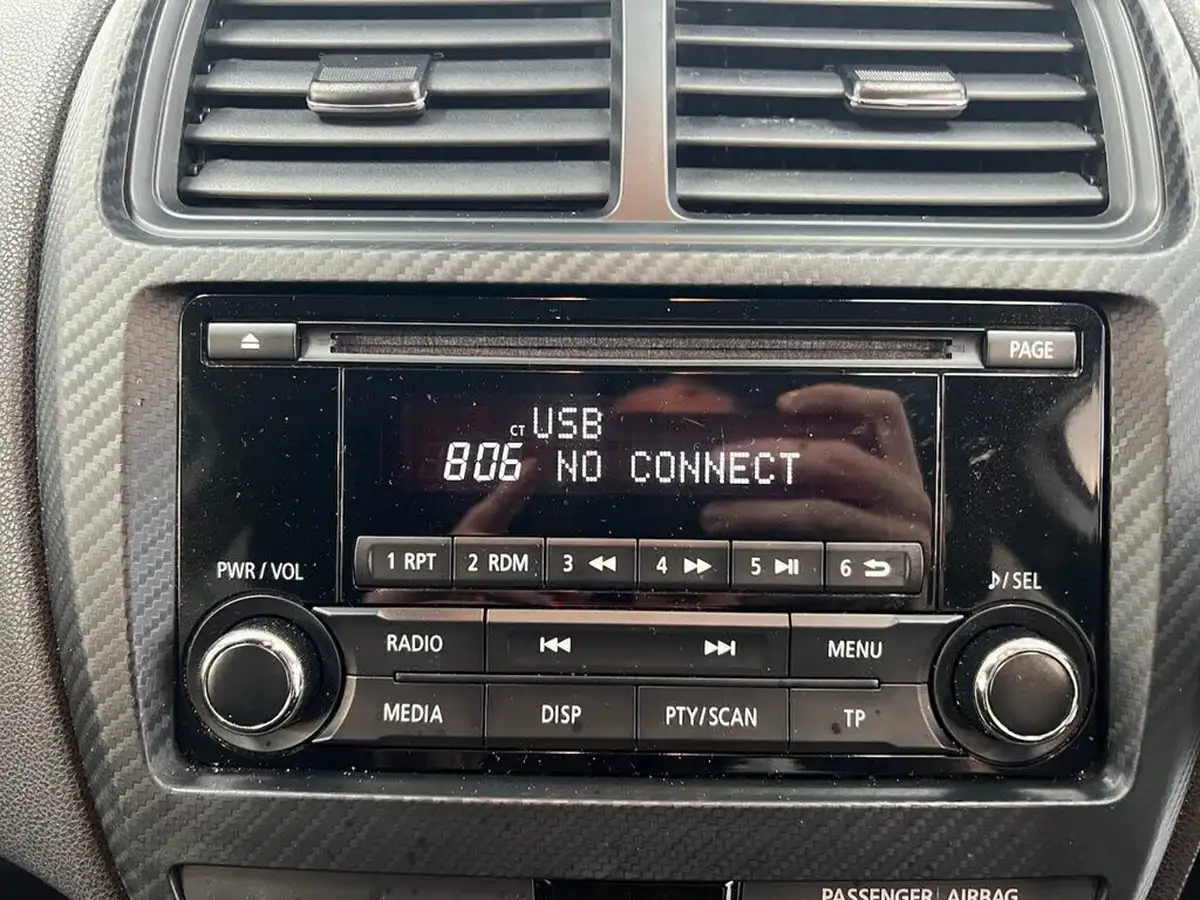 PAGE
CT USB
806 NO CONNECT
1 RPT 2 RDM 3 4 5 6
PWR / VOL
/ SEL
RADIO MENU
MEDIA DISP PTY/SCAN TP
PASSENGER AIRBAG